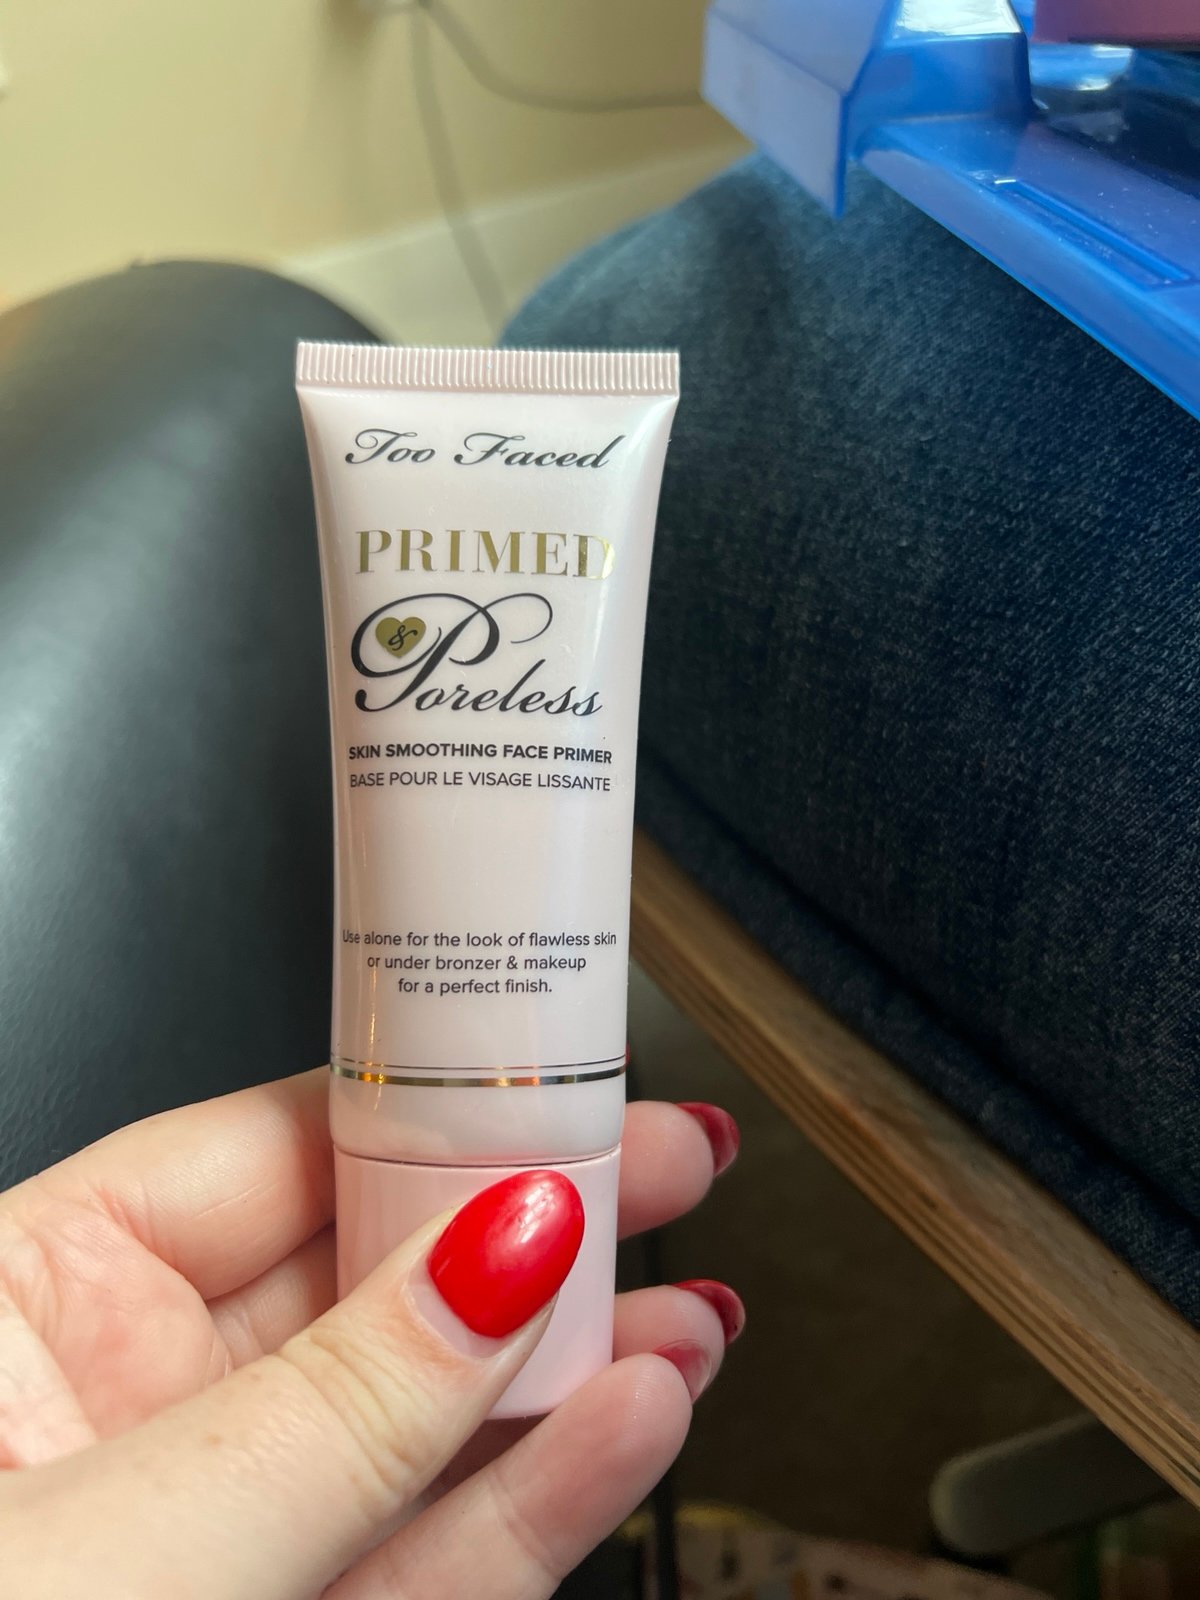 Too Faced
PRIMED
&
Poreless
SKIN SMOOTHING FACE PRIMER
BASE POUR LE VISAGE LISSANTE
Use alone for the look of flawless skin
or under bronzer & makeup
for a perfect finish.